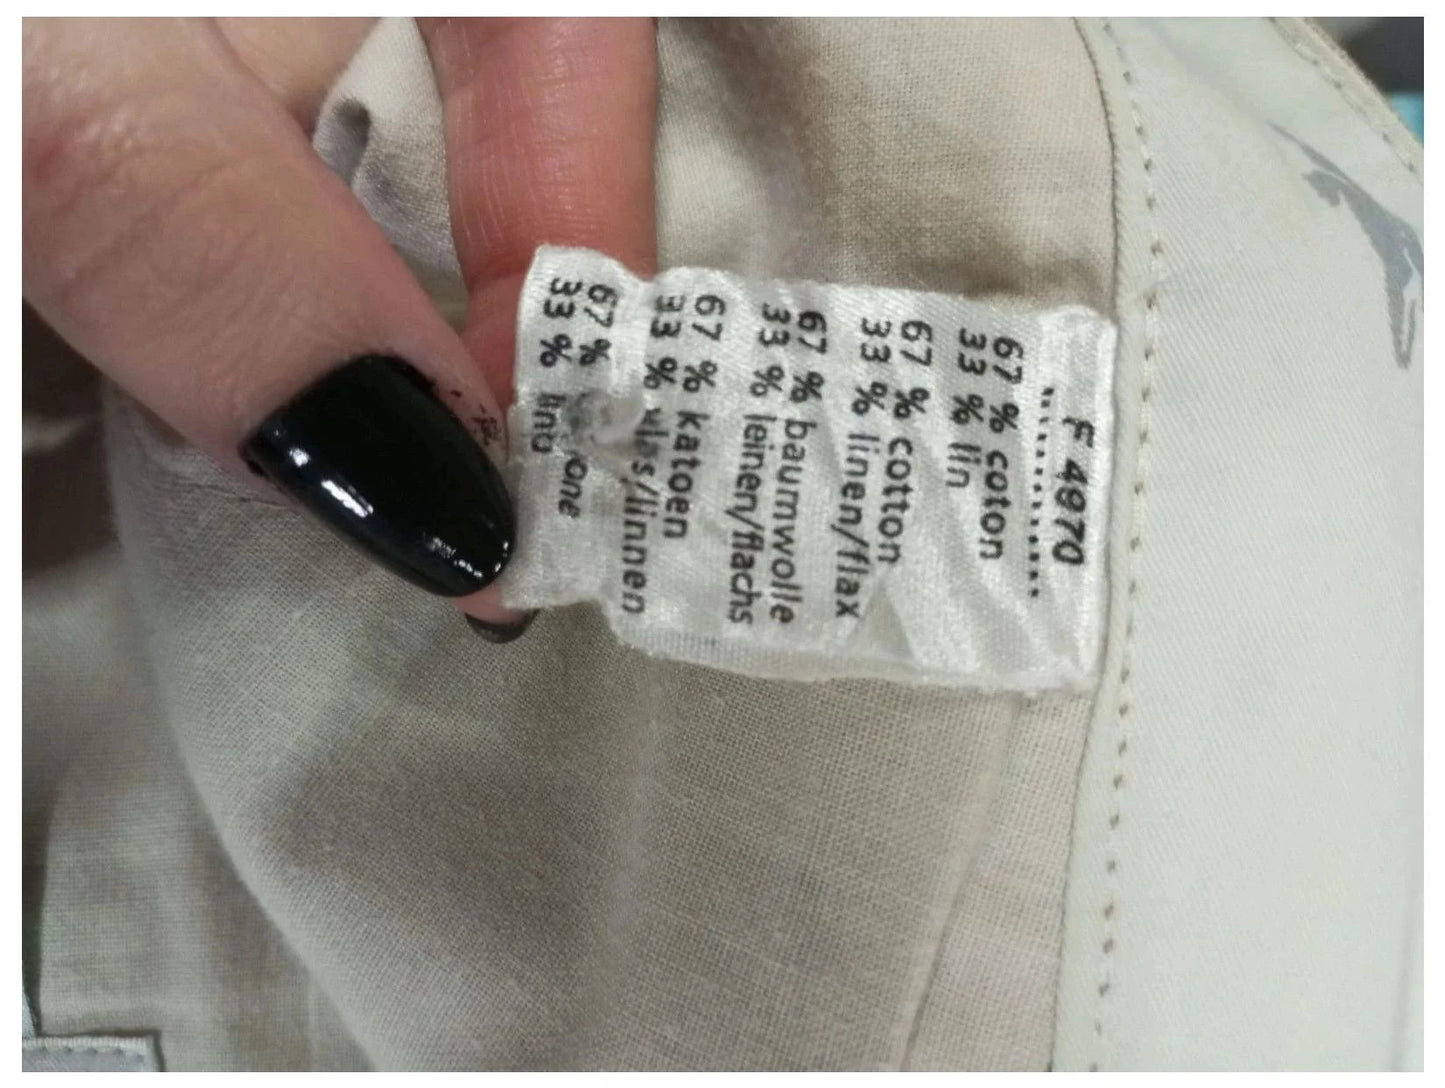 F 4970
67 % coton
33 % lin
67 % cotton
33 % linen/flax
67 % baumwolle
33 % leinen/flachs
67 % katoen
33 % vlas/linnen
67 %
33 % lino